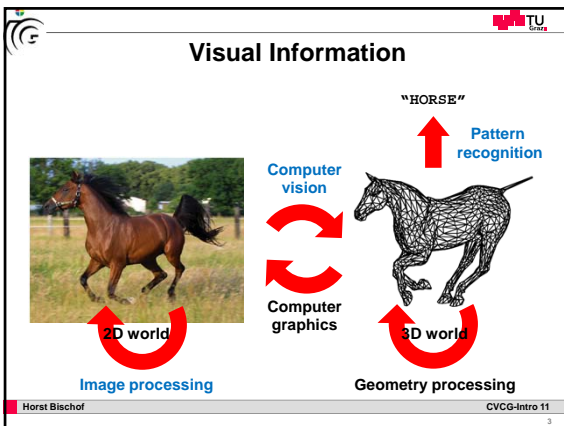 TU
Graz
Visual Information
"HORSE"
Pattern
recognition
Computer
vision
Computer
graphics
2D world
3D world
Image processing
Geometry processing
Horst Bischof
CVCG-Intro 11
3